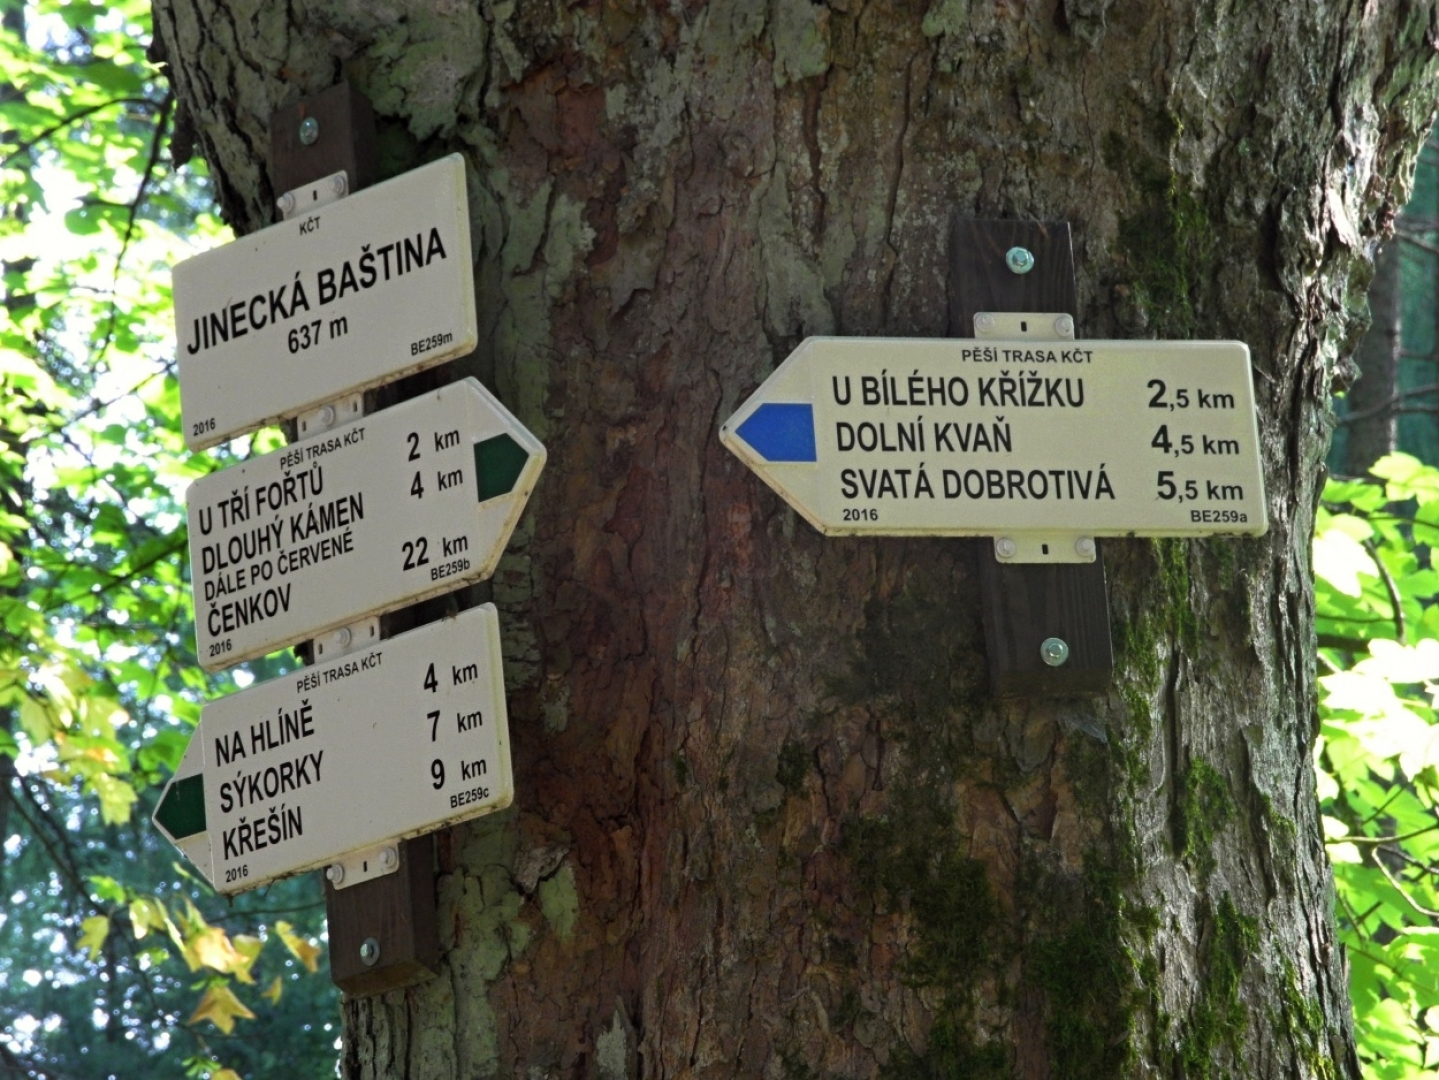 KČT
JINECKÁ BAŠTINA
637 m
2016 BE259m
PĚŠÍ TRASA KČT
U TŘÍ FOŘTŮ 2 km
DLOUHÝ KÁMEN 4 km
DÁLE PO ČERVENÉ
ČENKOV 22 km
2016 BE259b
PĚŠÍ TRASA KČT
NA HLÍNĚ 4 km
SÝKORKY 7 km
KŘEŠÍN 9 km
2016 BE259c
PĚŠÍ TRASA KČT
U BÍLÉHO KŘÍŽKU 2,5 km
DOLNÍ KVAŇ 4,5 km
SVATÁ DOBROTIVÁ 5,5 km
2016 BE259a